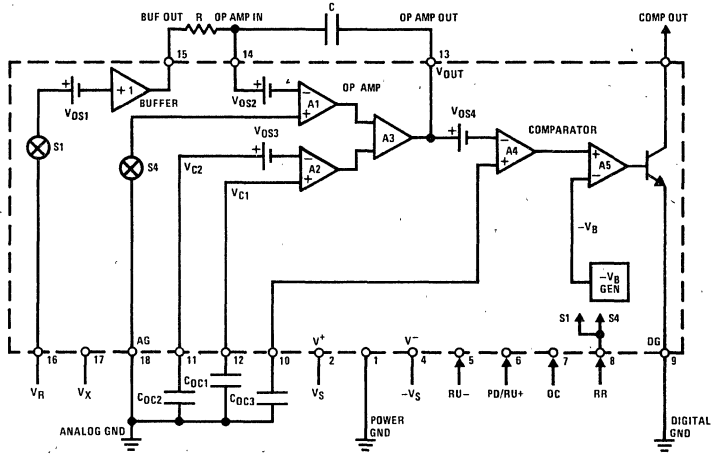 R OP AMP IN C OP AMP OUT COMP OUT
BUF OUT
15 14 13
VOUT
+ +1 BUFFER
VOS1
+ VOS2 − A1 + OP AMP
VOS3 + − A2 +
A3
VOS4 + − A4 + COMPARATOR
+ A5 −
S1
S4
VC2
VC1
−VB
−VB
GEN
S1 S4
AG V+ V− DG
16 17 18 11 12 10 2 1 4 5 6 7 8 9
VR VX COC2 COC1 COC3 VS −VS RU− PD/RU+ OC RR
ANALOG GND
POWER
GND
DIGITAL
GND